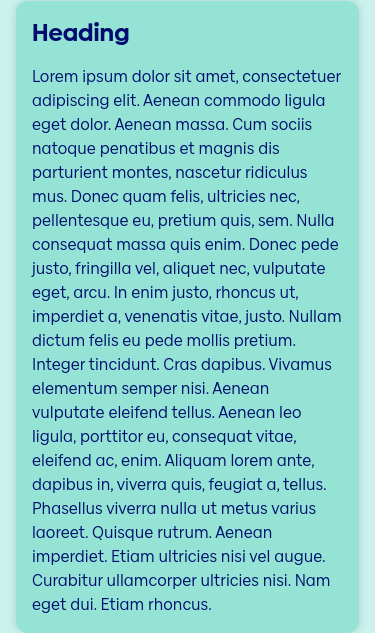 Heading
Lorem ipsum dolor sit amet, consectetuer
adipiscing elit. Aenean commodo ligula
eget dolor. Aenean massa. Cum sociis
natoque penatibus et magnis dis
parturient montes, nascetur ridiculus
mus. Donec quam felis, ultricies nec,
pellentesque eu, pretium quis, sem. Nulla
consequat massa quis enim. Donec pede
justo, fringilla vel, aliquet nec, vulputate
eget, arcu. In enim justo, rhoncus ut,
imperdiet a, venenatis vitae, justo. Nullam
dictum felis eu pede mollis pretium.
Integer tincidunt. Cras dapibus. Vivamus
elementum semper nisi. Aenean
vulputate eleifend tellus. Aenean leo
ligula, porttitor eu, consequat vitae,
eleifend ac, enim. Aliquam lorem ante,
dapibus in, viverra quis, feugiat a, tellus.
Phasellus viverra nulla ut metus varius
laoreet. Quisque rutrum. Aenean
imperdiet. Etiam ultricies nisi vel augue.
Curabitur ullamcorper ultricies nisi. Nam
eget dui. Etiam rhoncus.